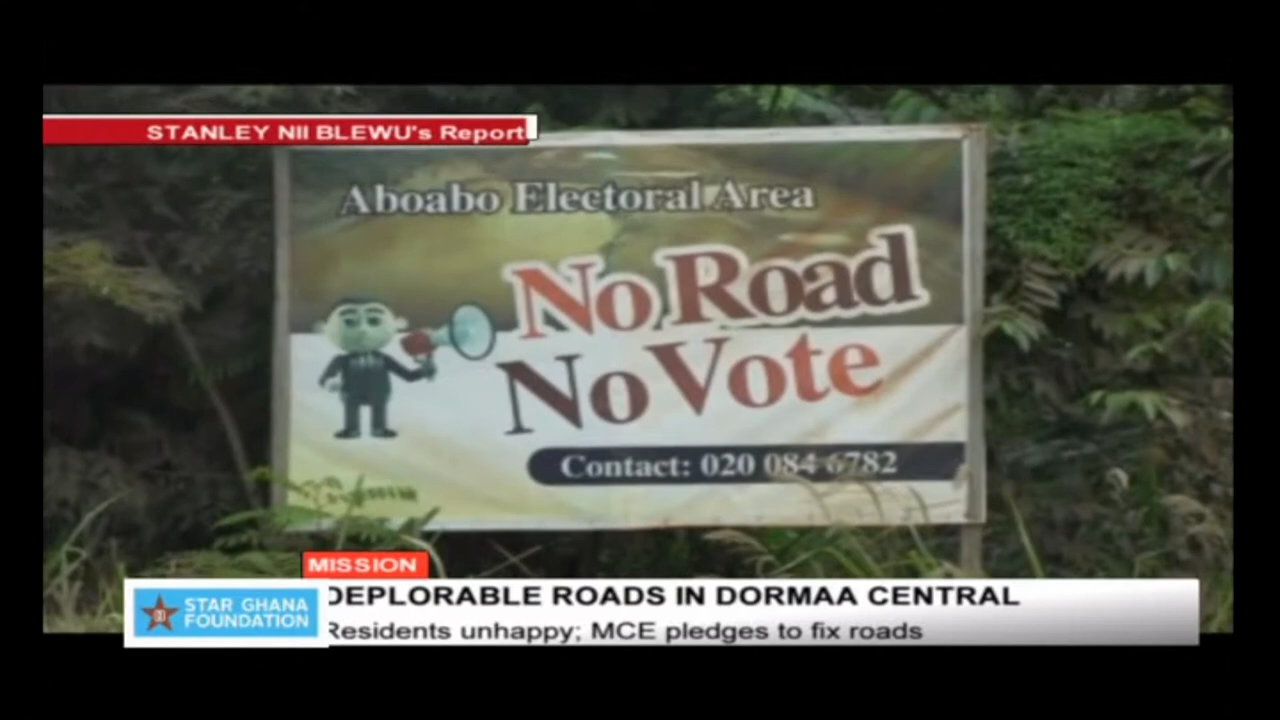 STANLEY NII BLEWU's Report
Aboabo Electoral Area
No Road
No Vote
Contact: 020 084 6782
MISSION
STAR GHANA
FOUNDATION
DEPLORABLE ROADS IN DORMAA CENTRAL
Residents unhappy; MCE pledges to fix roads